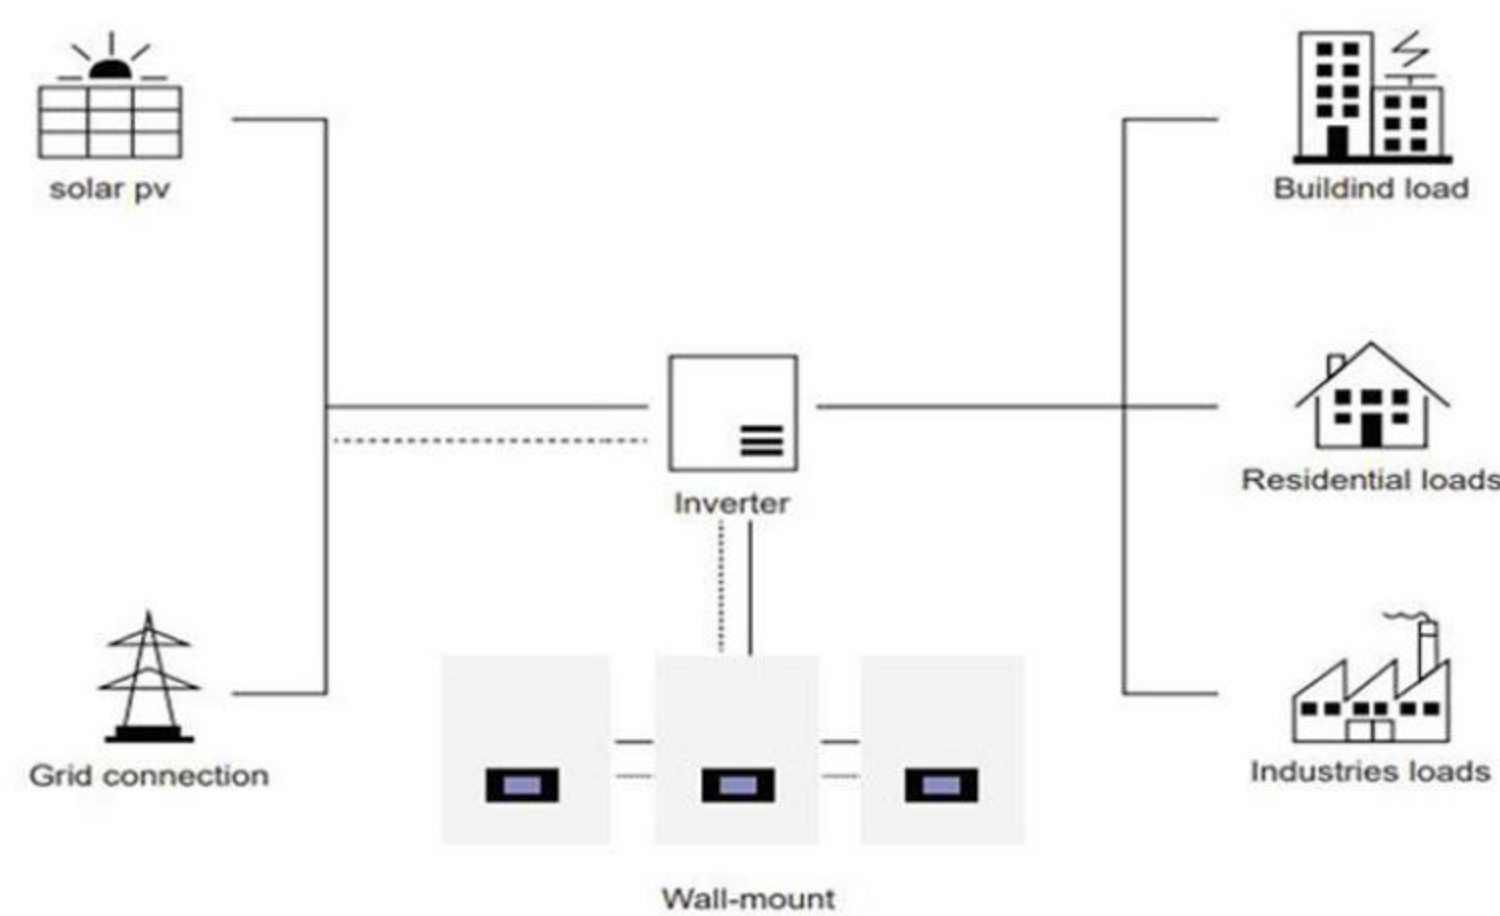 solar pv
Buildind load
Inverter
Residential loads
Grid connection
Industries loads
Wall-mount